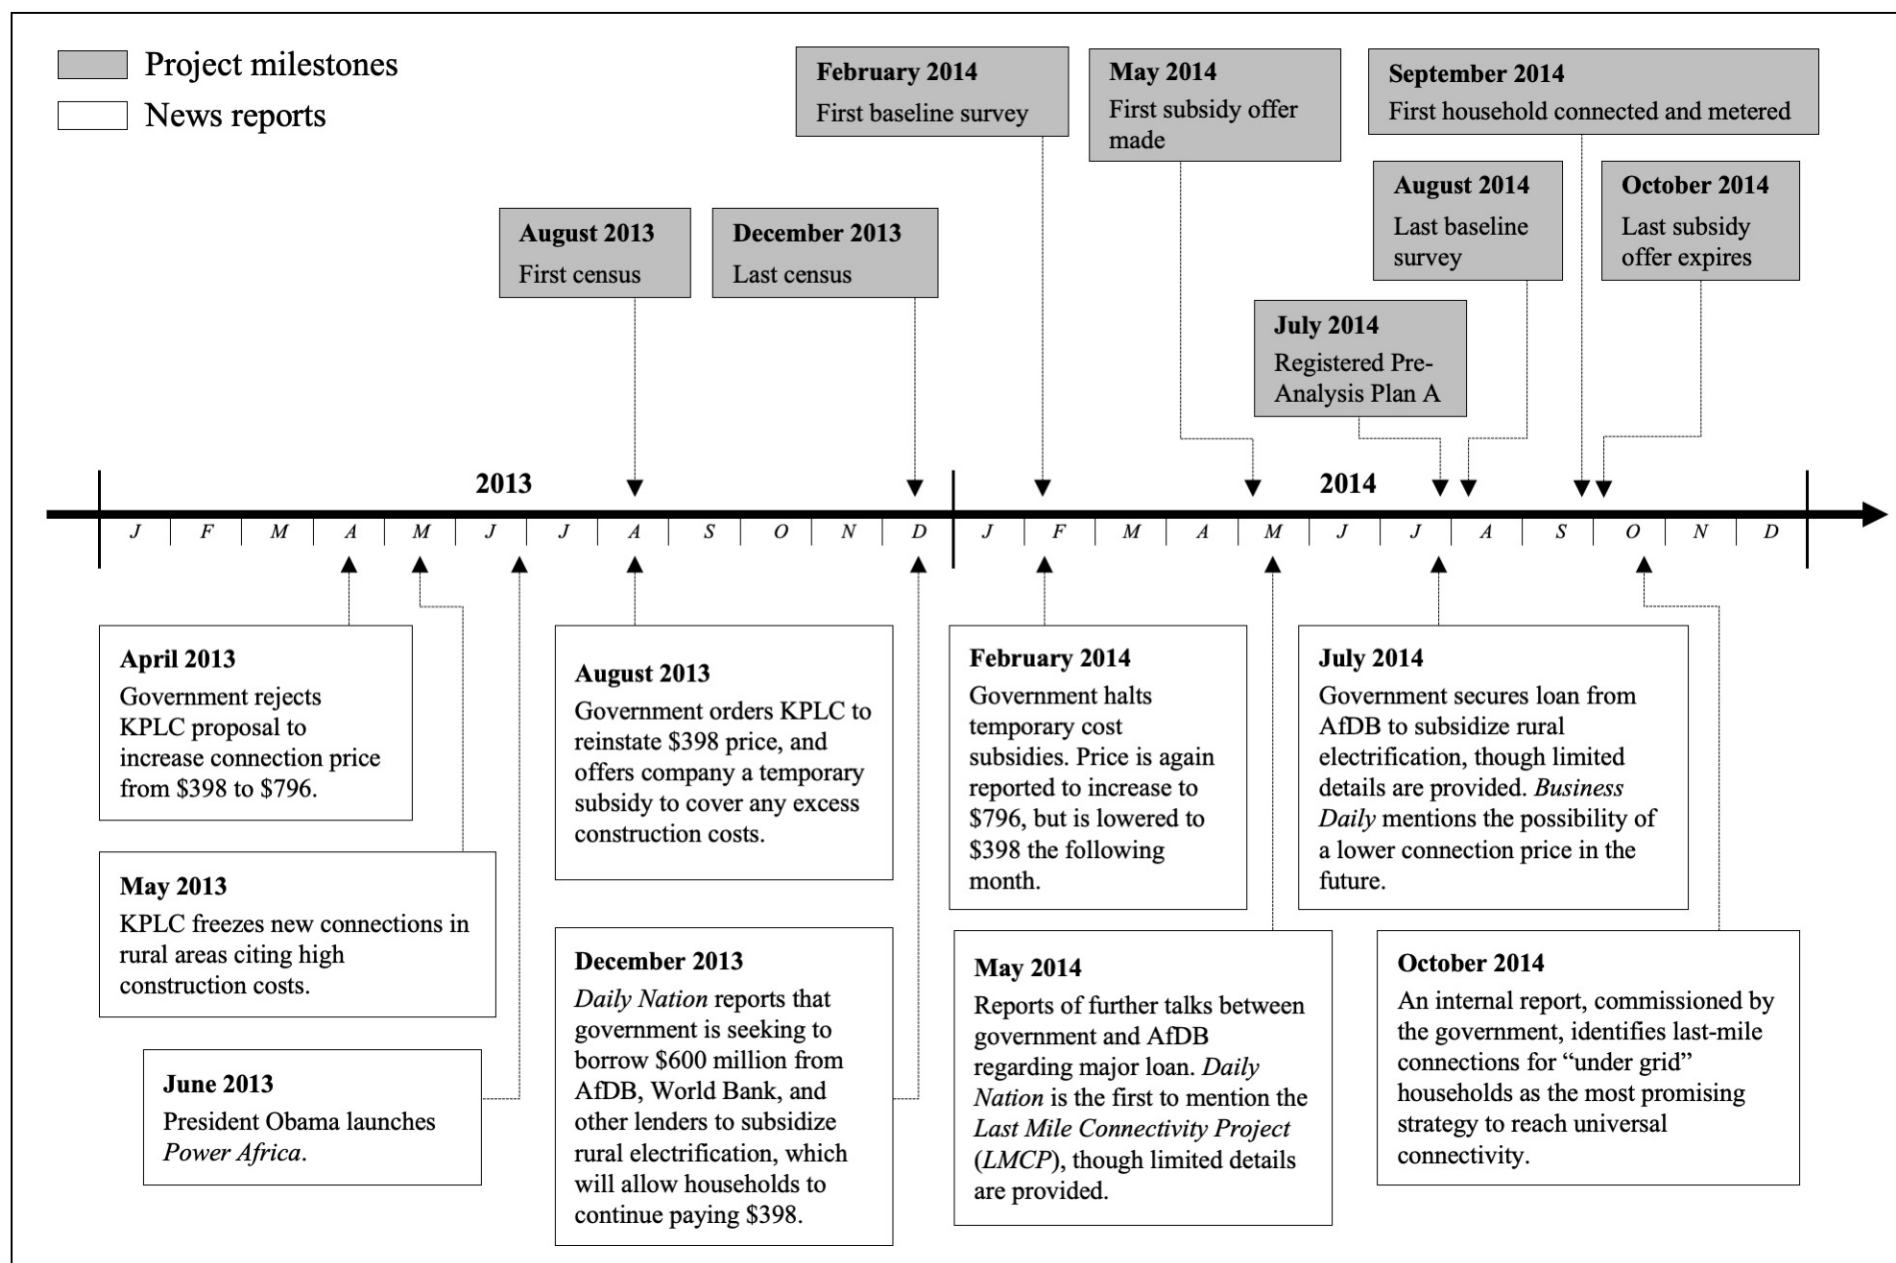 Project milestones
News reports
February 2014
First baseline survey
May 2014
First subsidy offer
made
September 2014
First household connected and metered
August 2014
Last baseline
survey
October 2014
Last subsidy
offer expires
August 2013
First census
December 2013
Last census
July 2014
Registered Pre-
Analysis Plan A
2013
2014
J F M A M J J A S O N D J F M A M J J A S O N D
April 2013
Government rejects
KPLC proposal to
increase connection price
from $398 to $796.
May 2013
KPLC freezes new connections in
rural areas citing high
construction costs.
June 2013
President Obama launches
Power Africa.
August 2013
Government orders KPLC to
reinstate $398 price, and
offers company a temporary
subsidy to cover any excess
construction costs.
December 2013
Daily Nation reports that
government is seeking to
borrow $600 million from
AfDB, World Bank, and
other lenders to subsidize
rural electrification, which
will allow households to
continue paying $398.
February 2014
Government halts
temporary cost
subsidies. Price is again
reported to increase to
$796, but is lowered to
$398 the following
month.
May 2014
Reports of further talks between
government and AfDB
regarding major loan. Daily
Nation is the first to mention the
Last Mile Connectivity Project
(LMCP), though limited details
are provided.
July 2014
Government secures loan from
AfDB to subsidize rural
electrification, though limited
details are provided. Business
Daily mentions the possibility of
a lower connection price in the
future.
October 2014
An internal report, commissioned by
the government, identifies last-mile
connections for “under grid”
households as the most promising
strategy to reach universal
connectivity.